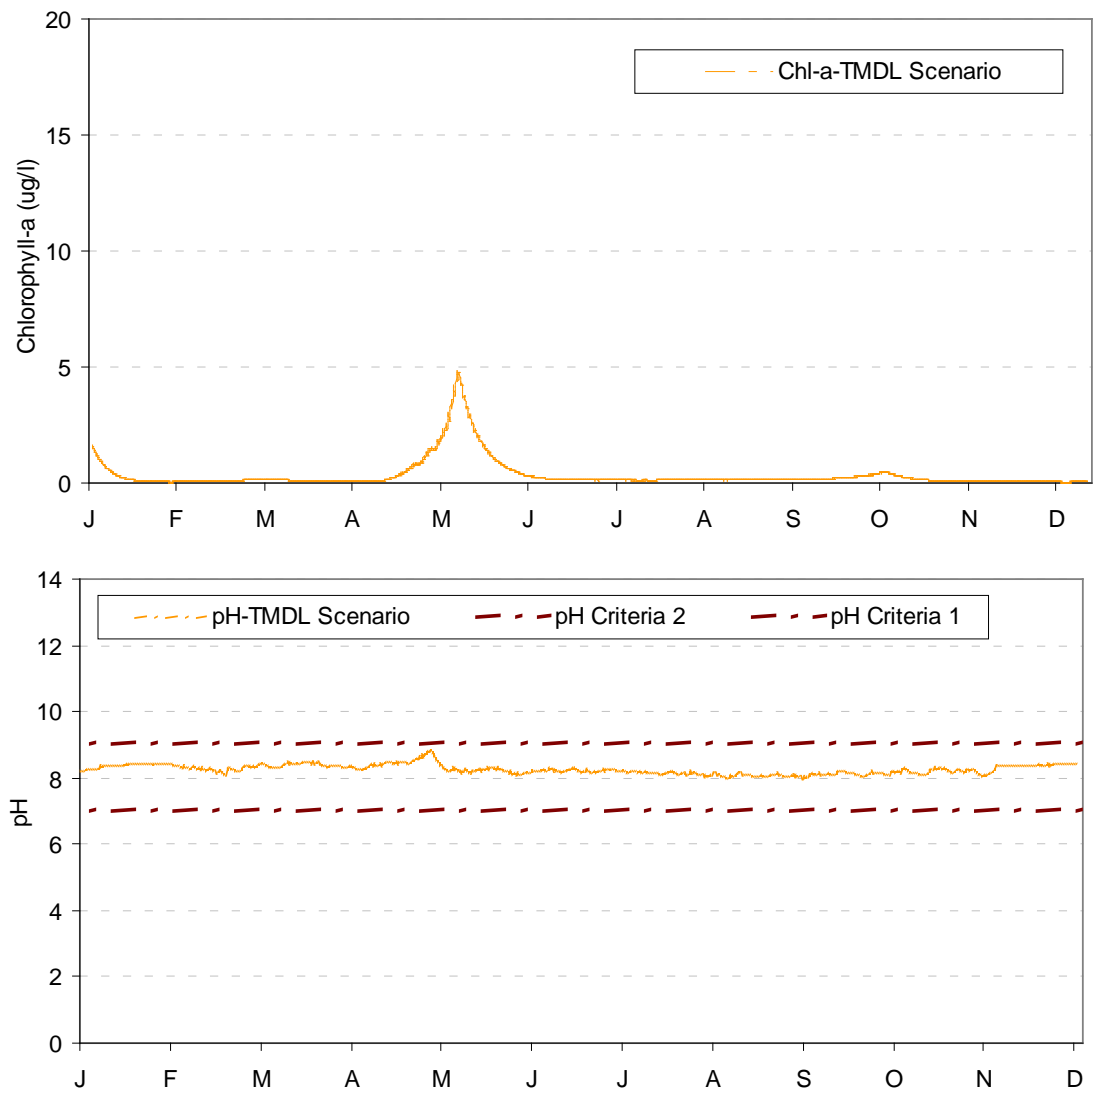 20
Chl-a-TMDL Scenario
15
10
5
0
Chlorophyll-a (ug/l)
J F M A M J J A S O N D
14
pH-TMDL Scenario pH Criteria 2 pH Criteria 1
12
10
8
6
4
2
0
pH
J F M A M J J A S O N D